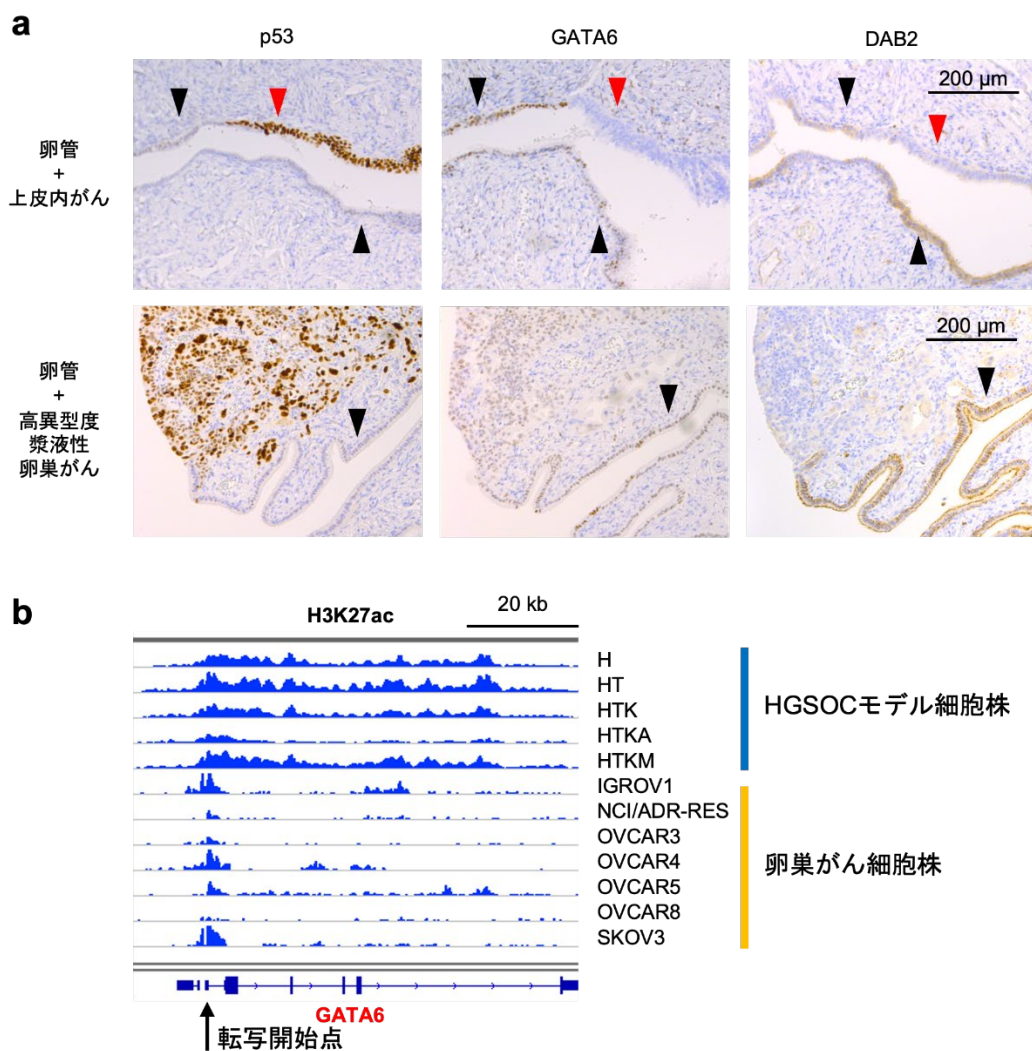 a
p53
GATA6
DAB2
200 µm
卵管
+
上皮内がん
200 µm
卵管
+
高異型度
漿液性
卵巣がん
b
H3K27ac
20 kb
H
HT
HTK
HTKA
HTKM
HGSOCモデル細胞株
IGROV1
NCI/ADR-RES
OVCAR3
OVCAR4
OVCAR5
OVCAR8
SKOV3
卵巣がん細胞株
GATA6
転写開始点